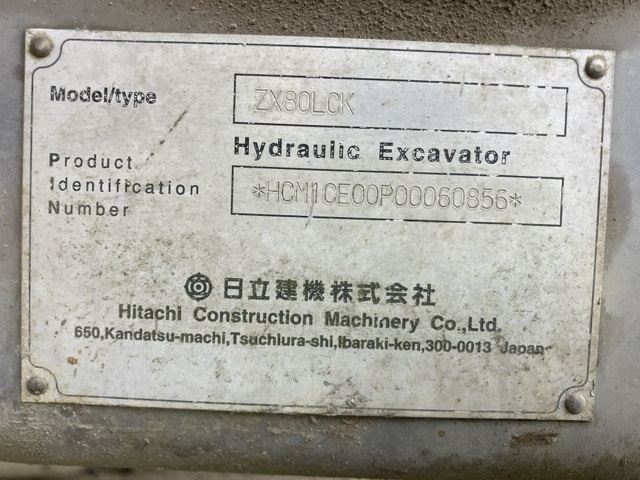 Model/type ZX80LCK
Hydraulic Excavator
Product
Identification
Number
*HCM1CE00P00060856*
日立建機株式会社
Hitachi Construction Machinery Co.,Ltd.
650,Kandatsu-machi,Tsuchiura-shi,Ibaraki-ken,300-0013 Japan